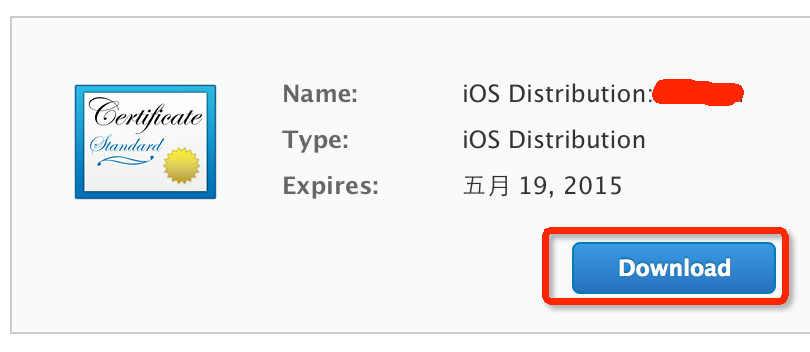 Certificate
Standard
Name: iOS Distribution:
Type: iOS Distribution
Expires: 五月 19, 2015
Download